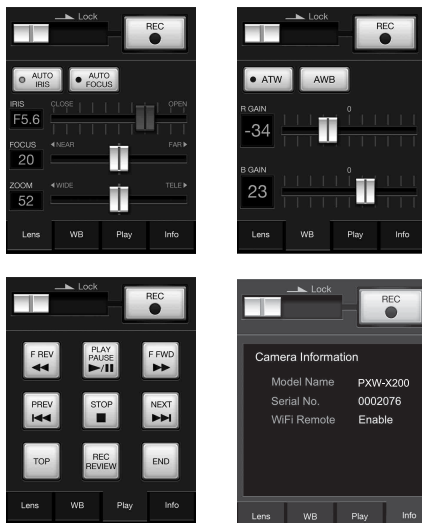 Lock
REC
AUTO
IRIS
AUTO
FOCUS
IRIS
CLOSE
OPEN
F5.6
FOCUS
NEAR
FAR
20
ZOOM
WIDE
TELE
52
Lens
WB
Play
Info
Lock
REC
ATW
AWB
R GAIN
0
-34
B GAIN
0
23
Lens
WB
Play
Info
Lock
REC
F REV
PLAY
PAUSE
F FWD
PREV
STOP
NEXT
TOP
REC
REVIEW
END
Lens
WB
Play
Info
Lock
REC
Camera Information
Model Name PXW-X200
Serial No. 0002076
WiFi Remote Enable
Lens
WB
Play
Info